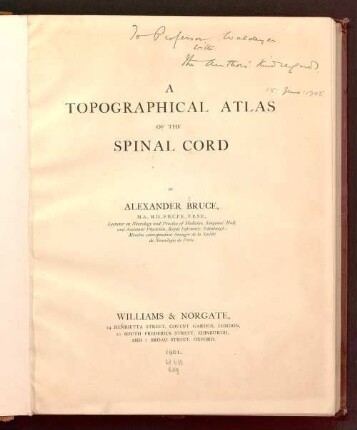 To Professor Waldeyer
with
The Author's Kind regards
15 June 1908
A
TOPOGRAPHICAL ATLAS
OF THE
SPINAL CORD
BY
ALEXANDER BRUCE,
M.A., M.D., F.R.C.P.E., F.R.S.E.,
Lecturer on Neurology and Practice of Medicine, Surgeons' Hall,
and Assistant Physician, Royal Infirmary, Edinburgh;
Membre correspondant étranger de la Société
de Neurologie de Paris.
WILLIAMS & NORGATE,
14 HENRIETTA STREET, COVENT GARDEN, LONDON,
20 SOUTH FREDERICK STREET, EDINBURGH,
AND 7 BROAD STREET, OXFORD.
1901.